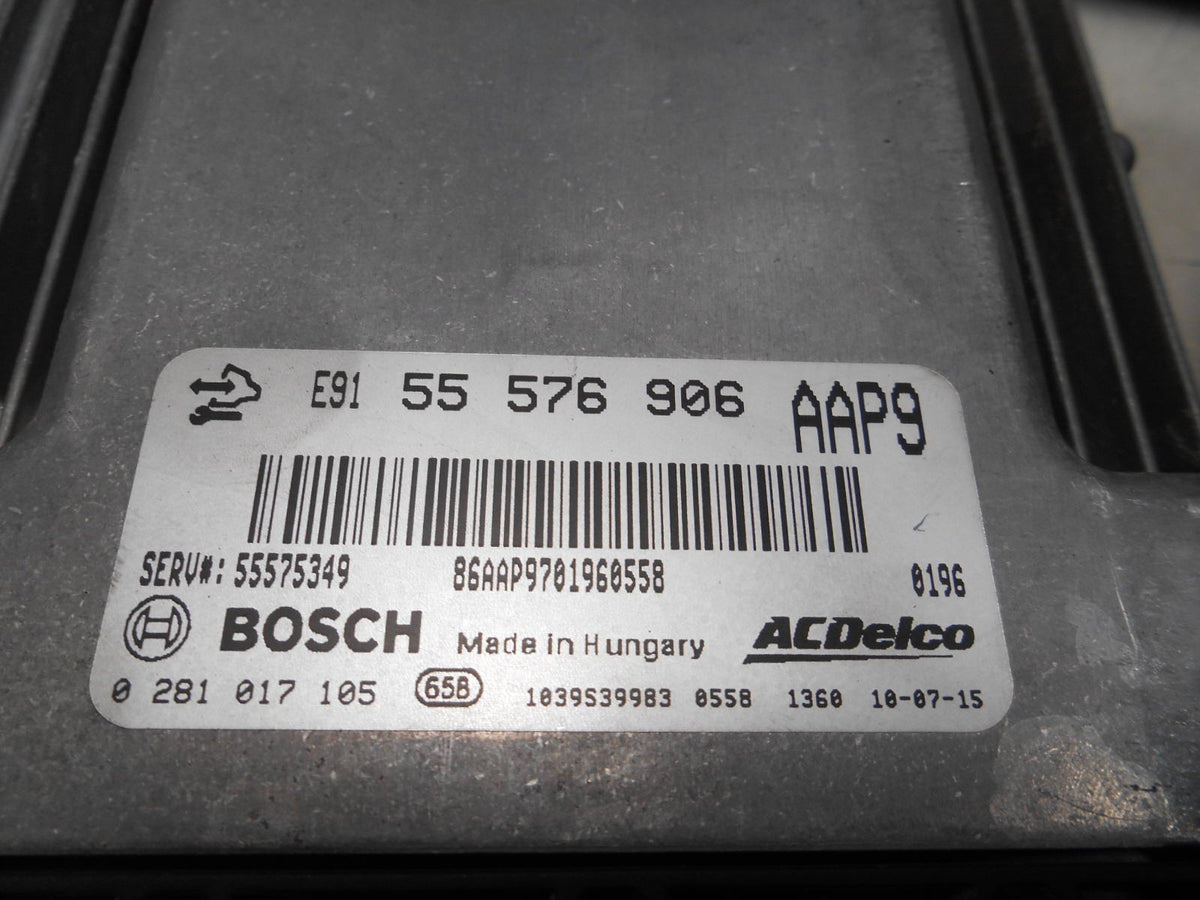 E91 55 576 906 AAP9
SERV#: 55575349 86AAP9701960558 0196
BOSCH Made in Hungary ACDelco
0 281 017 105 65B 1039S39983 0558 1360 10-07-15